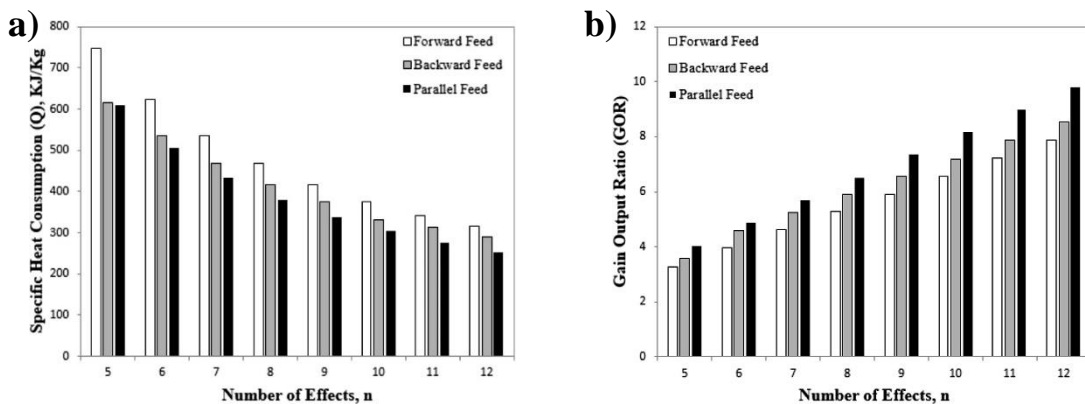 a)
Specific Heat Consumption (Q), KJ/Kg
800
700
600
500
400
300
200
100
0
Forward Feed
Backward Feed
Parallel Feed
5 6 7 8 9 10 11 12
Number of Effects, n
b)
Gain Output Ratio (GOR)
12
10
8
6
4
2
0
Forward Feed
Backward Feed
Parallel Feed
5 6 7 8 9 10 11 12
Number of Effects, n